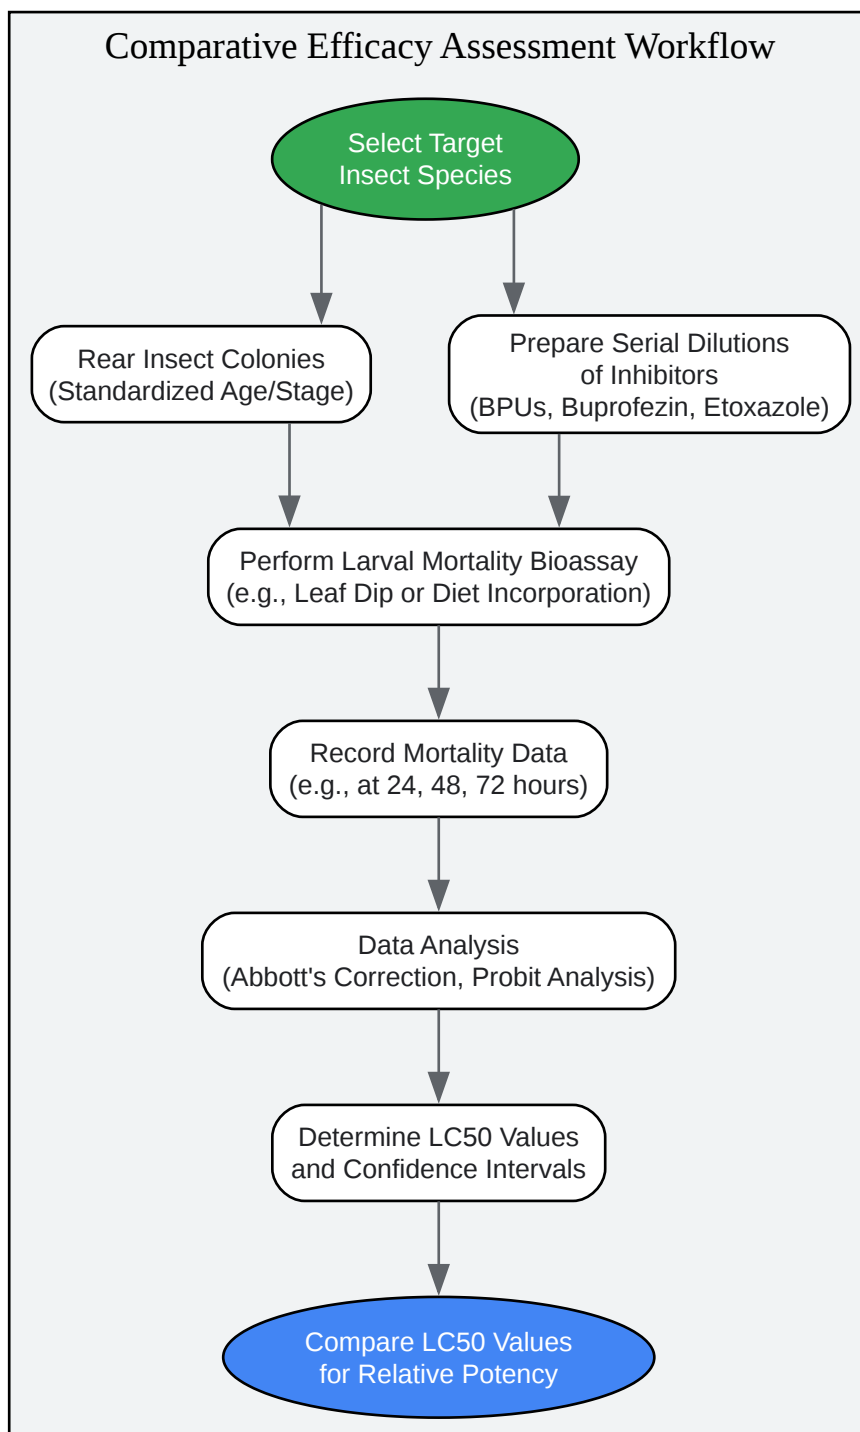 Comparative Efficacy Assessment Workflow
Select Target
Insect Species
Rear Insect Colonies
(Standardized Age/Stage)
Prepare Serial Dilutions
of Inhibitors
(BPUs, Buprofezin, Etoxazole)
Perform Larval Mortality Bioassay
(e.g., Leaf Dip or Diet Incorporation)
Record Mortality Data
(e.g., at 24, 48, 72 hours)
Data Analysis
(Abbott's Correction, Probit Analysis)
Determine LC50 Values
and Confidence Intervals
Compare LC50 Values
for Relative Potency